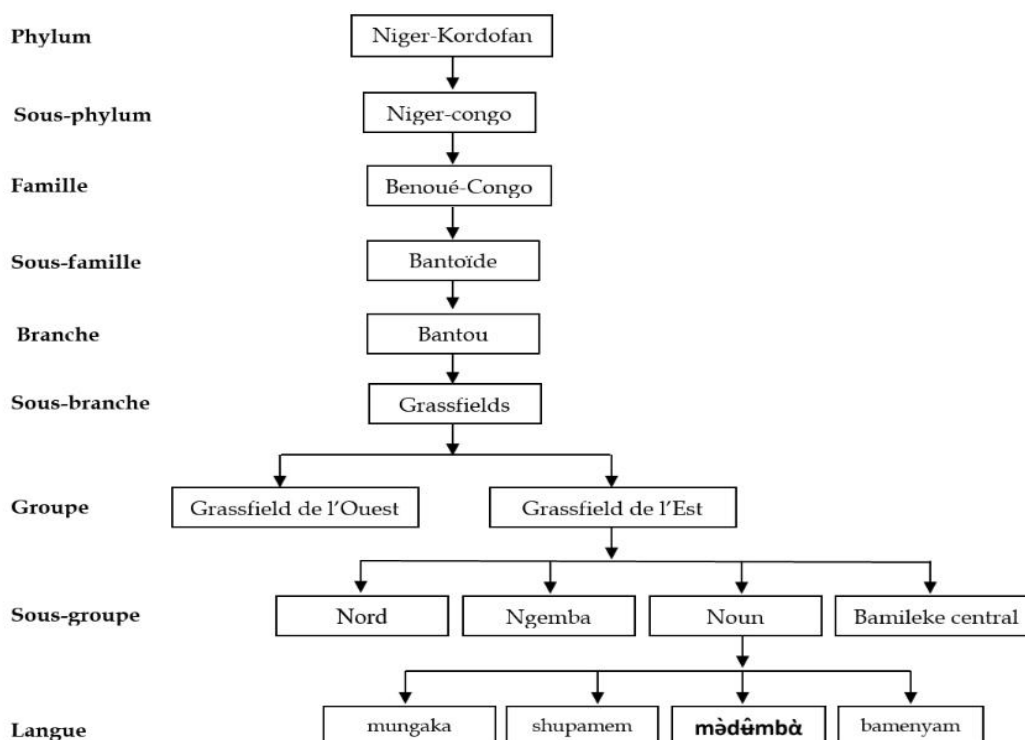 Phylum Niger-Kordofan
Sous-phylum Niger-congo
Famille Benoué-Congo
Sous-famille Bantoïde
Branche Bantou
Sous-branche Grassfields
Groupe Grassfield de l'Ouest Grassfield de l'Est
Sous-groupe Nord Ngemba Noun Bamileke central
Langue mungaka shupamem mə̀dʉ̂mbɑ̀ bamenyam